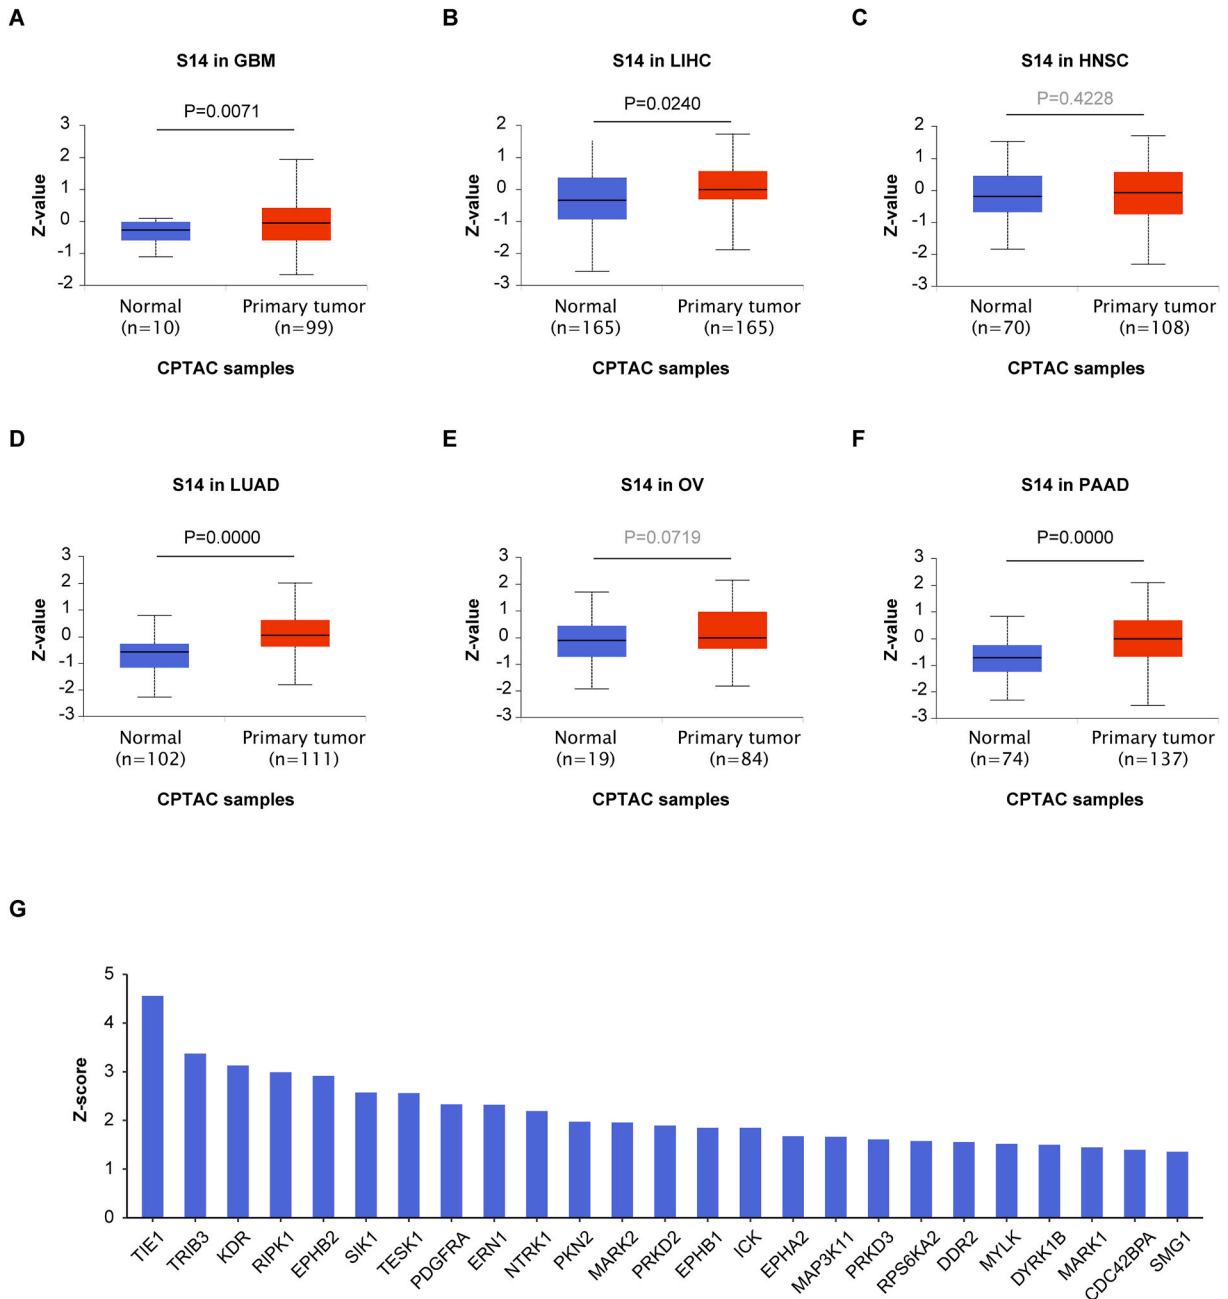 A
S14 in GBM
P=0.0071
Z-value
3
2
1
0
-1
-2
Normal
(n=10)
Primary tumor
(n=99)
CPTAC samples
B
S14 in LIHC
P=0.0240
Z-value
2
1
0
-1
-2
-3
Normal
(n=165)
Primary tumor
(n=165)
CPTAC samples
C
S14 in HNSC
P=0.4228
Z-value
2
1
0
-1
-2
-3
Normal
(n=70)
Primary tumor
(n=108)
CPTAC samples
D
S14 in LUAD
P=0.0000
Z-value
3
2
1
0
-1
-2
-3
Normal
(n=102)
Primary tumor
(n=111)
CPTAC samples
E
S14 in OV
P=0.0719
Z-value
3
2
1
0
-1
-2
-3
Normal
(n=19)
Primary tumor
(n=84)
CPTAC samples
F
S14 in PAAD
P=0.0000
Z-value
3
2
1
0
-1
-2
-3
Normal
(n=74)
Primary tumor
(n=137)
CPTAC samples
G
Z-score
5
4
3
2
1
0
TIE1
TRIB3
KDR
RIPK1
EPHB2
SIK1
TESK1
PDGFRA
ERN1
NTRK1
PKN2
MARK2
PRKD2
EPHB1
ICK
EPHA2
MAP3K11
PRKD3
RPS6KA2
DDR2
MYLK
DYRK1B
MARK1
CDC42BPA
SMG1